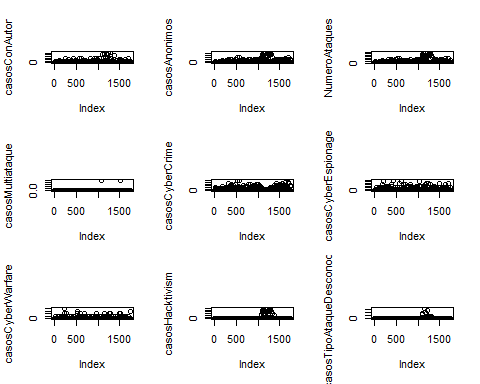 casosConAutor
0
0 500 1500
Index
casosAnonimos
0
0 500 1500
Index
NumeroAtaques
0
0 500 1500
Index
casosMultiataque
0.0
0 500 1500
Index
casosCyberCrime
0
0 500 1500
Index
casosCyberEspionage
0
0 500 1500
Index
casosCyberWarfare
0
0 500 1500
Index
casosHacktivism
0
0 500 1500
Index
casosTipoAtaqueDesconoc
0
0 500 1500
Index